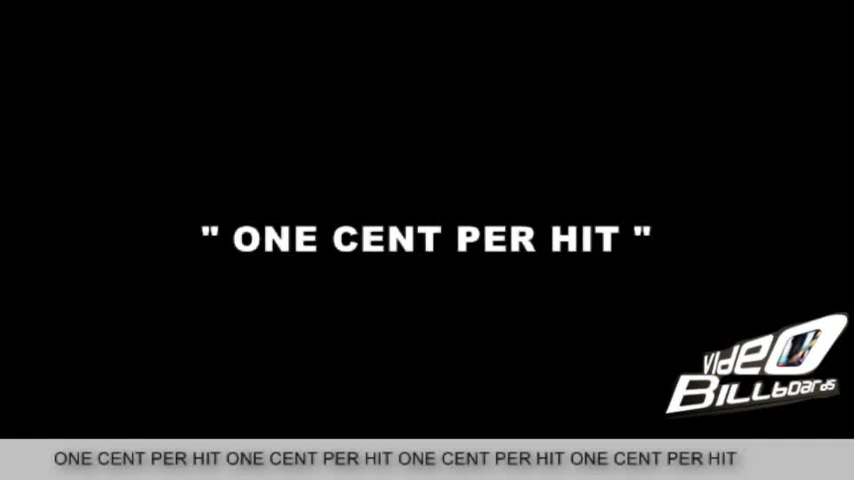 " ONE CENT PER HIT "
VIdeO
BILLboards
ONE CENT PER HIT ONE CENT PER HIT ONE CENT PER HIT ONE CENT PER HIT